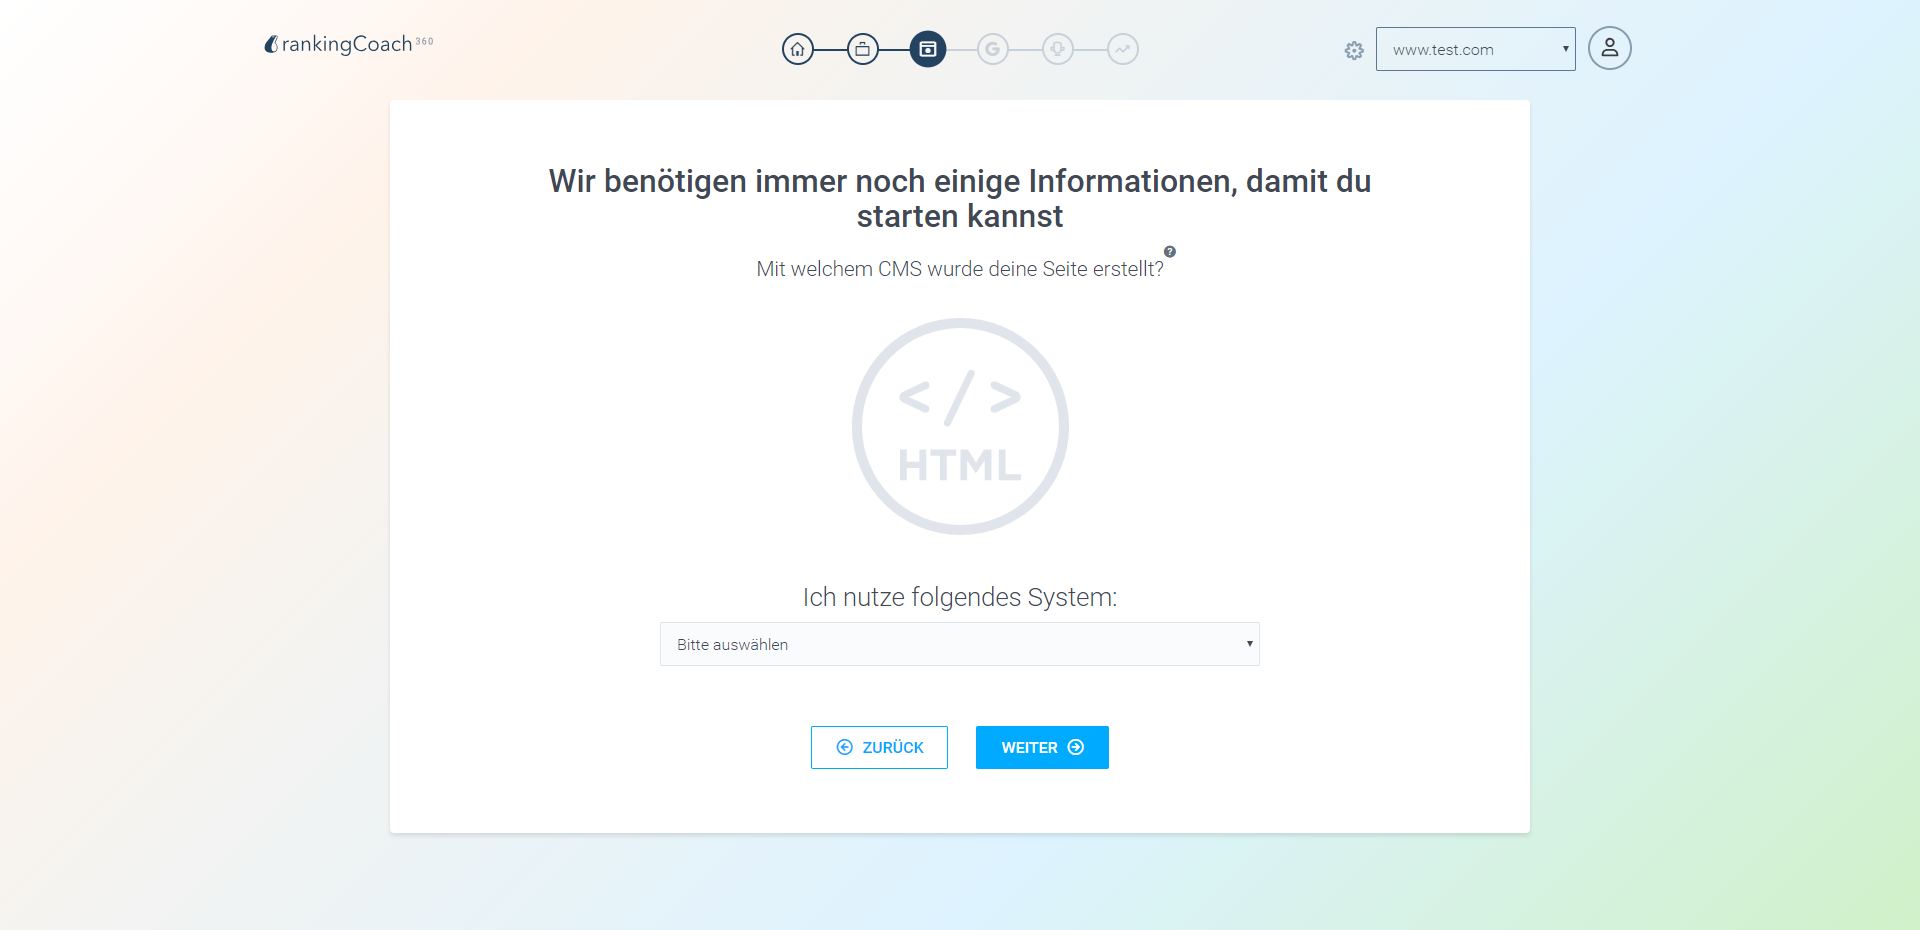 rankingCoach 360
www.test.com
Wir benötigen immer noch einige Informationen, damit du
starten kannst
Mit welchem CMS wurde deine Seite erstellt?
</>
HTML
Ich nutze folgendes System:
Bitte auswählen
ZURÜCK
WEITER